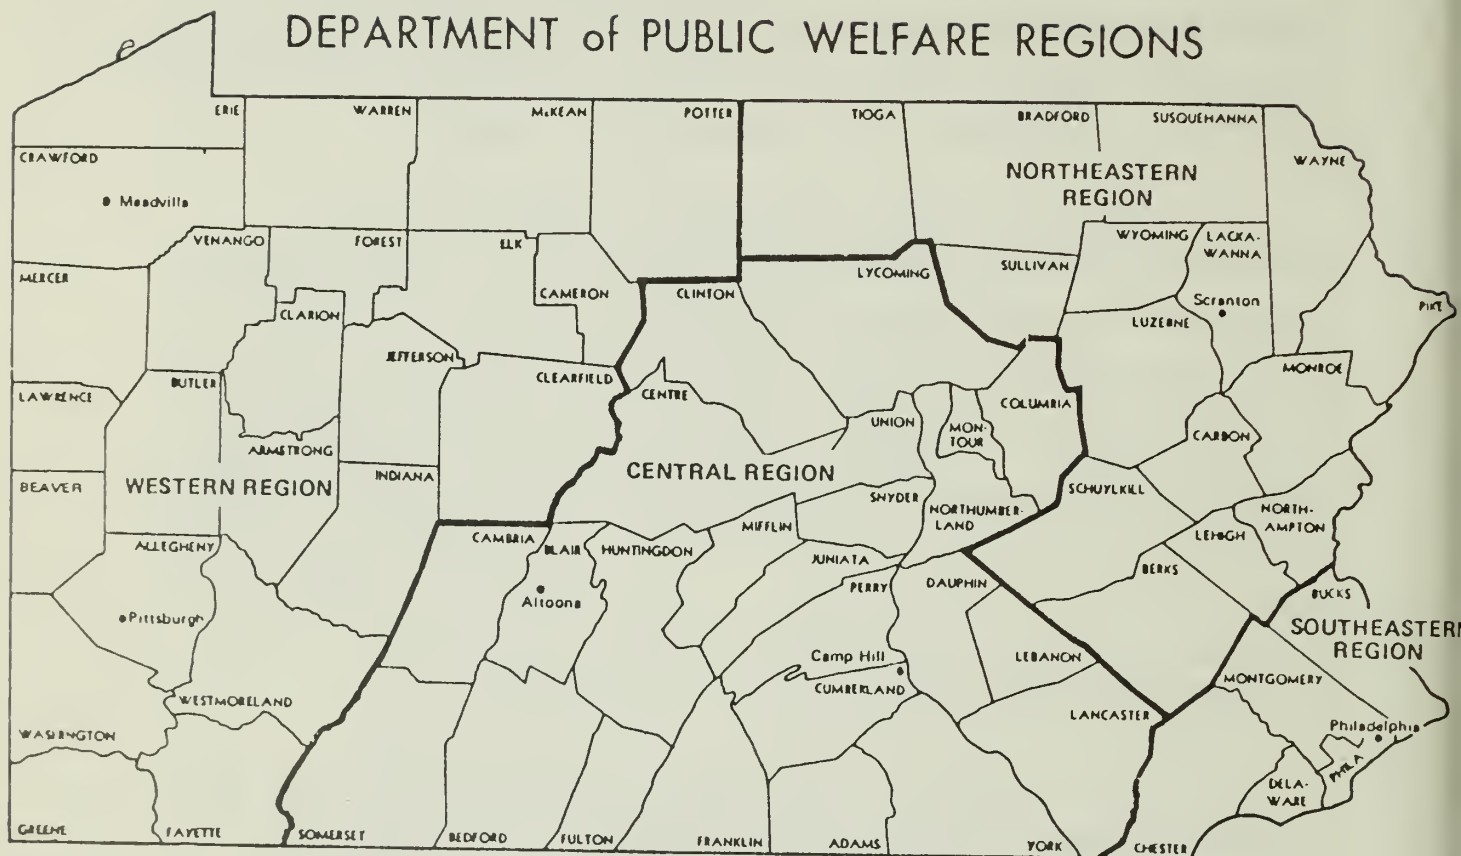 DEPARTMENT of PUBLIC WELFARE REGIONS
e
ERIE
WARREN
McKEAN
POTTER
TIOGA
BRADFORD
SUSQUEHANNA
CRAWFORD
WAYNE
NORTHEASTERN
REGION
Meadville
VENANGO
FOREST
ELK
WYOMING
LACKA-
WANNA
MERCER
LYCOMING
SULLIVAN
CAMERON
CLINTON
Scranton
PIKE
CLARION
LUZERNE
JEFFERSON
MONROE
BUTLER
CLEARFIELD
LAWRENCE
CENTRE
COLUMBIA
UNION
MON-
TOUR
CARBON
ARMSTRONG
CENTRAL REGION
INDIANA
BEAVER
WESTERN REGION
SCHUYLKILL
SNYDER
NORTHUMBER-
LAND
NORTH-
AMPTON
MIFFLIN
LEHIGH
CAMBRIA
ALLEGHENY
BLAIR
HUNTINGDON
JUNIATA
BERKS
PERRY
DAUPHIN
BUCKS
Altoona
Pittsburgh
SOUTHEASTERN
REGION
Camp Hill
LEBANON
CUMBERLAND
MONTGOMERY
WESTMORELAND
LANCASTER
WASHINGTON
Philadelphia
PHILA
DELA-
WARE
GREENE
FAYETTE
SOMERSET
BEDFORD
FULTON
FRANKLIN
ADAMS
YORK
CHESTER